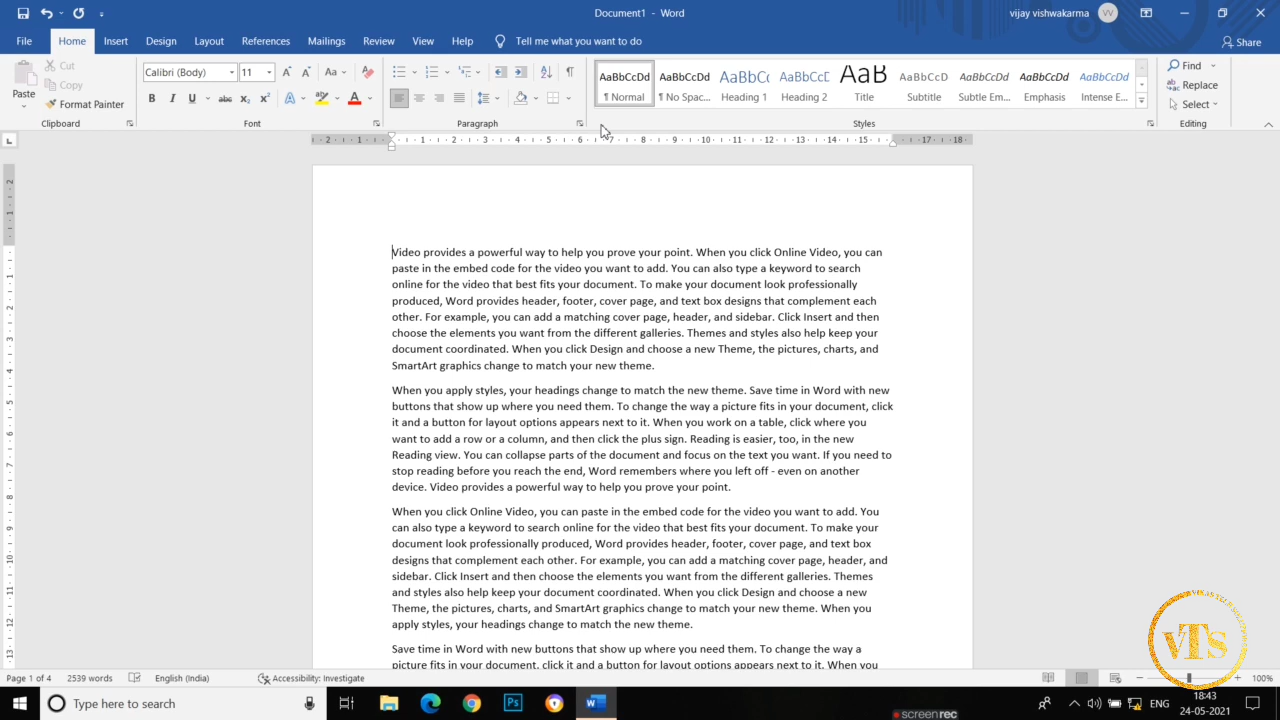 Document1 - Word
vijay vishwakarma VV
File Home Insert Design Layout References Mailings Review View Help Tell me what you want to do Share
Cut
Copy
Format Painter
Paste
Clipboard
Calibri (Body) 11
Font
Paragraph
AaBbCcDd AaBbCcDd AaBbCc AaBbCcD AaB AaBbCcD AaBbCcDd AaBbCcDd AaBbCcDd
¶ Normal ¶ No Spac... Heading 1 Heading 2 Title Subtitle Subtle Em... Emphasis Intense E...
Styles
Find
Replace
Select
Editing
2 1 1 2 3 4 5 6 7 8 9 10 11 12 13 14 15 17 18
Video provides a powerful way to help you prove your point. When you click Online Video, you can
paste in the embed code for the video you want to add. You can also type a keyword to search
online for the video that best fits your document. To make your document look professionally
produced, Word provides header, footer, cover page, and text box designs that complement each
other. For example, you can add a matching cover page, header, and sidebar. Click Insert and then
choose the elements you want from the different galleries. Themes and styles also help keep your
document coordinated. When you click Design and choose a new Theme, the pictures, charts, and
SmartArt graphics change to match your new theme.
When you apply styles, your headings change to match the new theme. Save time in Word with new
buttons that show up where you need them. To change the way a picture fits in your document, click
it and a button for layout options appears next to it. When you work on a table, click where you
want to add a row or a column, and then click the plus sign. Reading is easier, too, in the new
Reading view. You can collapse parts of the document and focus on the text you want. If you need to
stop reading before you reach the end, Word remembers where you left off - even on another
device. Video provides a powerful way to help you prove your point.
When you click Online Video, you can paste in the embed code for the video you want to add. You
can also type a keyword to search online for the video that best fits your document. To make your
document look professionally produced, Word provides header, footer, cover page, and text box
designs that complement each other. For example, you can add a matching cover page, header, and
sidebar. Click Insert and then choose the elements you want from the different galleries. Themes
and styles also help keep your document coordinated. When you click Design and choose a new
Theme, the pictures, charts, and SmartArt graphics change to match your new theme. When you
apply styles, your headings change to match the new theme.
Save time in Word with new buttons that show up where you need them. To change the way a
picture fits in your document, click it and a button for layout options appears next to it. When you
VTS
Page 1 of 4 2539 words English (India) Accessibility: Investigate 100%
Type here to search
ENG
18:43
24-05-2021
screenrec